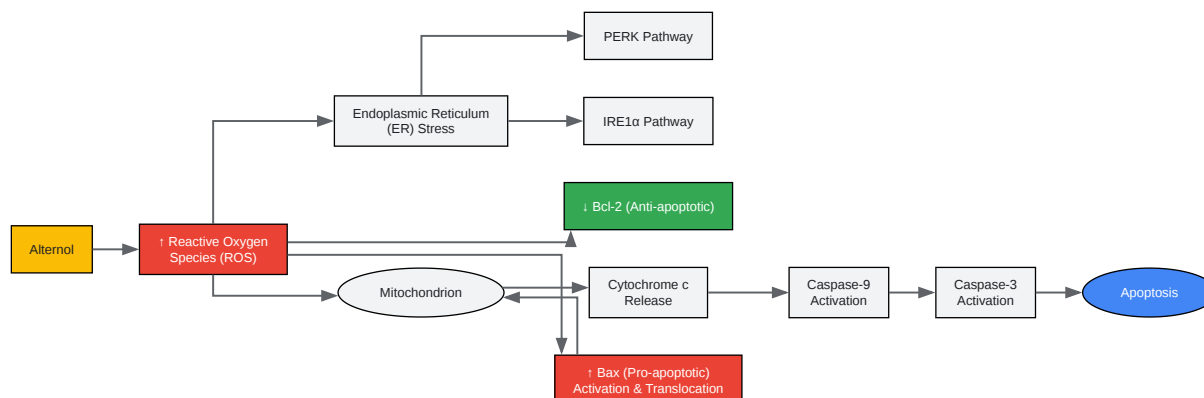 PERK Pathway
Endoplasmic Reticulum
(ER) Stress
IRE1α Pathway
↓ Bcl-2 (Anti-apoptotic)
Alternol
↑ Reactive Oxygen
Species (ROS)
Mitochondrion
Cytochrome c
Release
Caspase-9
Activation
Caspase-3
Activation
Apoptosis
↑ Bax (Pro-apoptotic)
Activation & Translocation